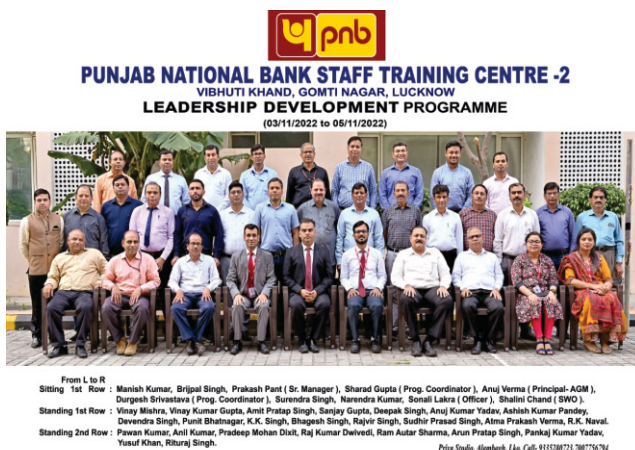 पु pnb
PUNJAB NATIONAL BANK STAFF TRAINING CENTRE -2
VIBHUTI KHAND, GOMTI NAGAR, LUCKNOW
LEADERSHIP DEVELOPMENT PROGRAMME
(03/11/2022 to 05/11/2022)
From L to R
Sitting 1st Row : Manish Kumar, Brijpal Singh, Prakash Pant ( Sr. Manager ), Sharad Gupta ( Prog. Coordinator ), Anuj Verma ( Principal- AGM ),
Durgesh Srivastava ( Prog. Coordinator ), Surendra Singh, Narendra Kumar, Sonali Lakra ( Officer ), Shalini Chand ( SWO ).
Standing 1st Row : Vinay Mishra, Vinay Kumar Gupta, Amit Pratap Singh, Sanjay Gupta, Deepak Singh, Anuj Kumar Yadav, Ashish Kumar Pandey,
Devendra Singh, Punit Bhatnagar, K.K. Singh, Bhagesh Singh, Rajvir Singh, Sudhir Prasad Singh, Atma Prakash Verma, R.K. Naval.
Standing 2nd Row : Pawan Kumar, Anil Kumar, Pradeep Mohan Dixit, Raj Kumar Dwivedi, Ram Autar Sharma, Arun Pratap Singh, Pankaj Kumar Yadav,
Yusuf Khan, Rituraj Singh.
Priya Studio, Alambagh, Lko. Call- 9335280723,7007756704